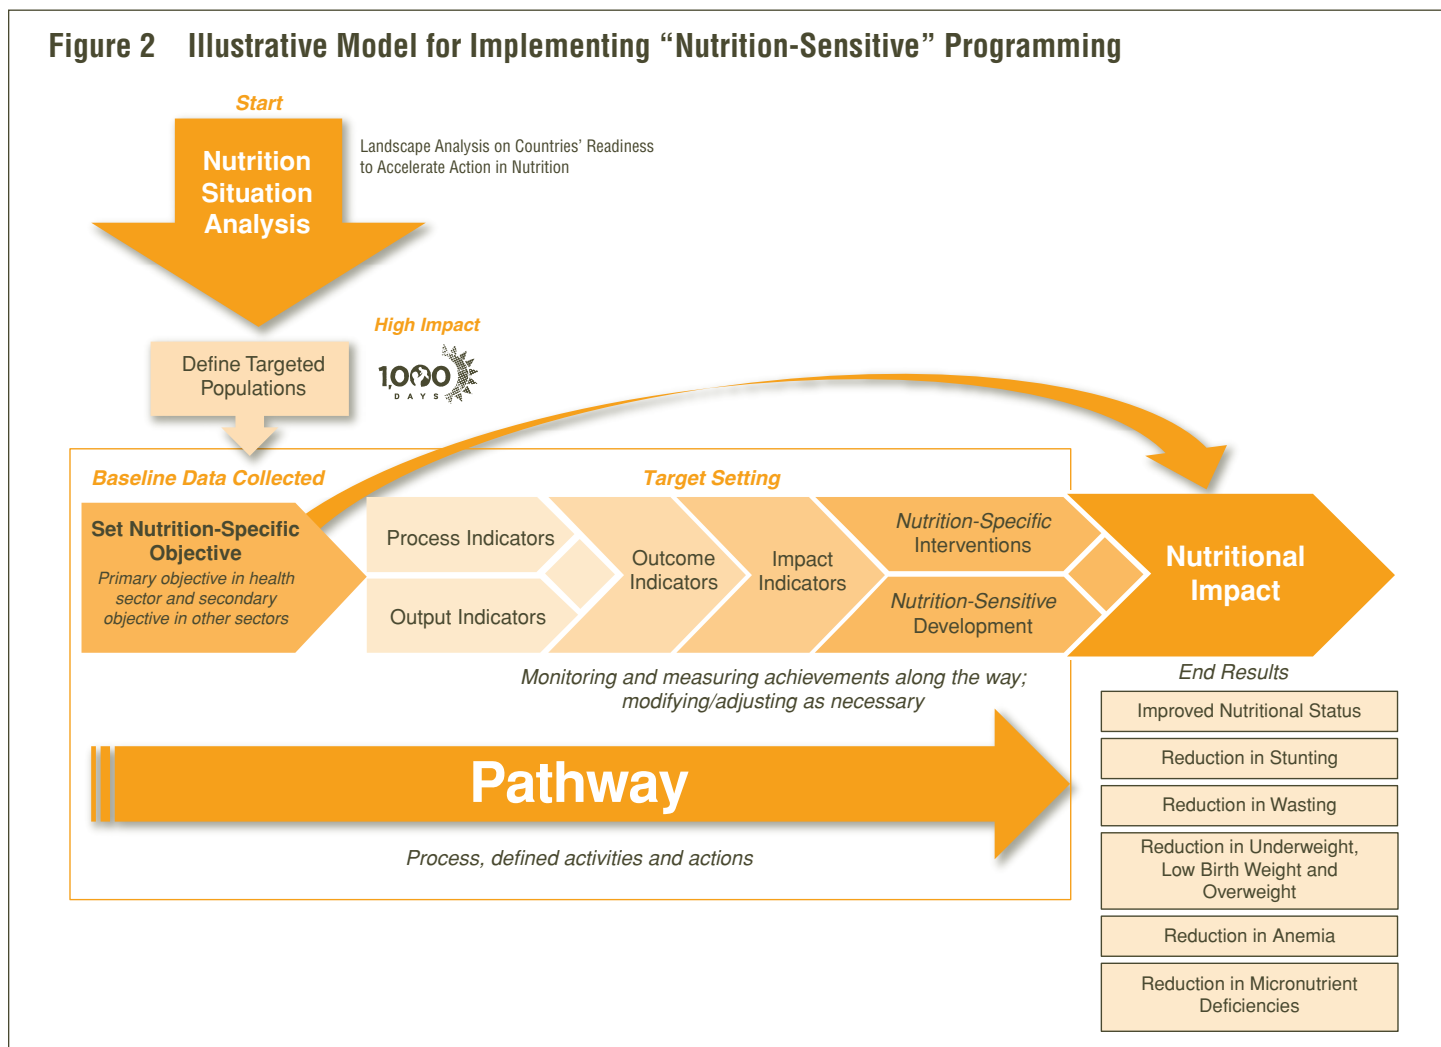 Figure 2 Illustrative Model for Implementing “Nutrition-Sensitive” Programming
Start
Nutrition
Situation
Analysis
Landscape Analysis on Countries’ Readiness
to Accelerate Action in Nutrition
Define Targeted
Populations
High Impact
1,000
DAYS
Baseline Data Collected
Target Setting
Set Nutrition-Specific
Objective
Primary objective in health
sector and secondary
objective in other sectors
Process Indicators
Output Indicators
Outcome
Indicators
Impact
Indicators
Nutrition-Specific
Interventions
Nutrition-Sensitive
Development
Nutritional
Impact
Monitoring and measuring achievements along the way;
modifying/adjusting as necessary
Pathway
Process, defined activities and actions
End Results
Improved Nutritional Status
Reduction in Stunting
Reduction in Wasting
Reduction in Underweight,
Low Birth Weight and
Overweight
Reduction in Anemia
Reduction in Micronutrient
Deficiencies